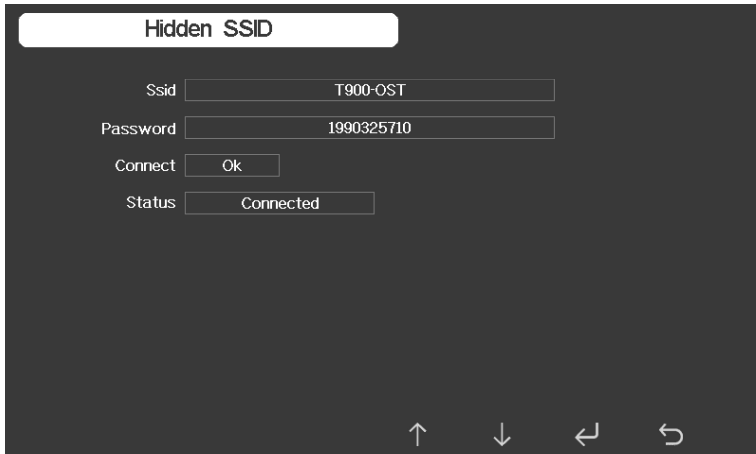 Hidden SSID
Ssid T900-OST
Password 1990325710
Connect Ok
Status Connected